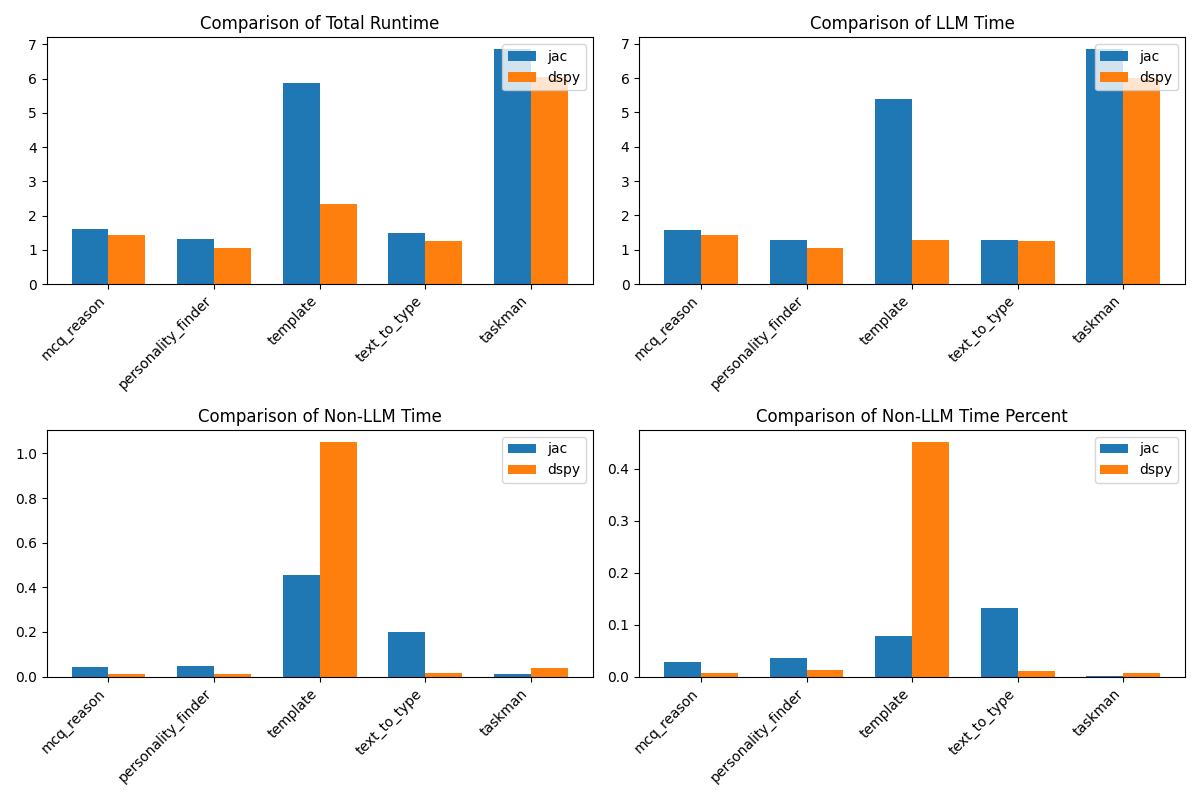 Comparison of Total Runtime
7
6
5
4
3
2
1
0
jac
dspy
mcq_reason
personality_finder
template
text_to_type
taskman
Comparison of LLM Time
7
6
5
4
3
2
1
0
jac
dspy
mcq_reason
personality_finder
template
text_to_type
taskman
Comparison of Non-LLM Time
1.0
0.8
0.6
0.4
0.2
0.0
jac
dspy
mcq_reason
personality_finder
template
text_to_type
taskman
Comparison of Non-LLM Time Percent
0.4
0.3
0.2
0.1
0.0
jac
dspy
mcq_reason
personality_finder
template
text_to_type
taskman